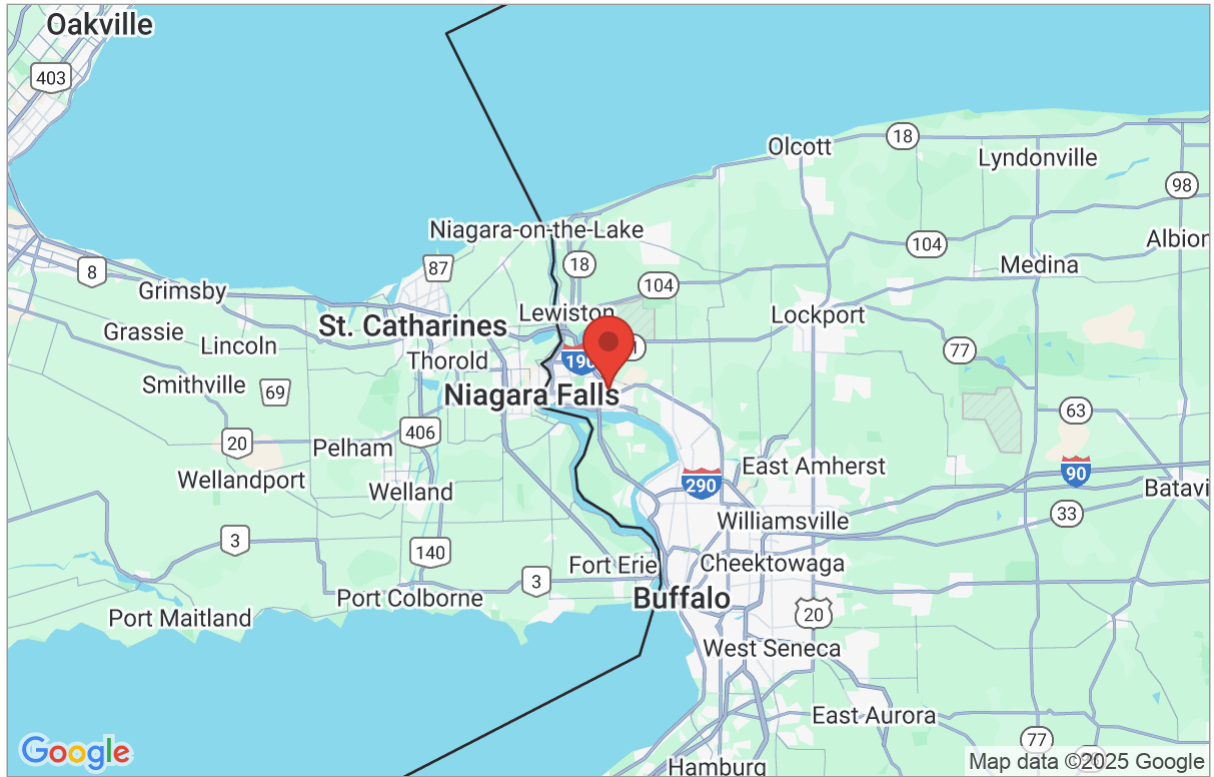 Oakville
403
Olcott
18
Lyndonville
98
Niagara-on-the-Lake
104
Albion
18
87
Medina
8
104
Grimsby
Lewiston
Lockport
St. Catharines
Grassie
Lincoln
77
Thorold
190
Smithville
69
Niagara Falls
63
406
20
Pelham
East Amherst
90
Wellandport
Welland
290
Batavi
33
Williamsville
3
140
Cheektowaga
Fort Erie
3
Port Colborne
Buffalo
Port Maitland
20
West Seneca
East Aurora
77
Google
Hamburg
Map data ©2025 Google